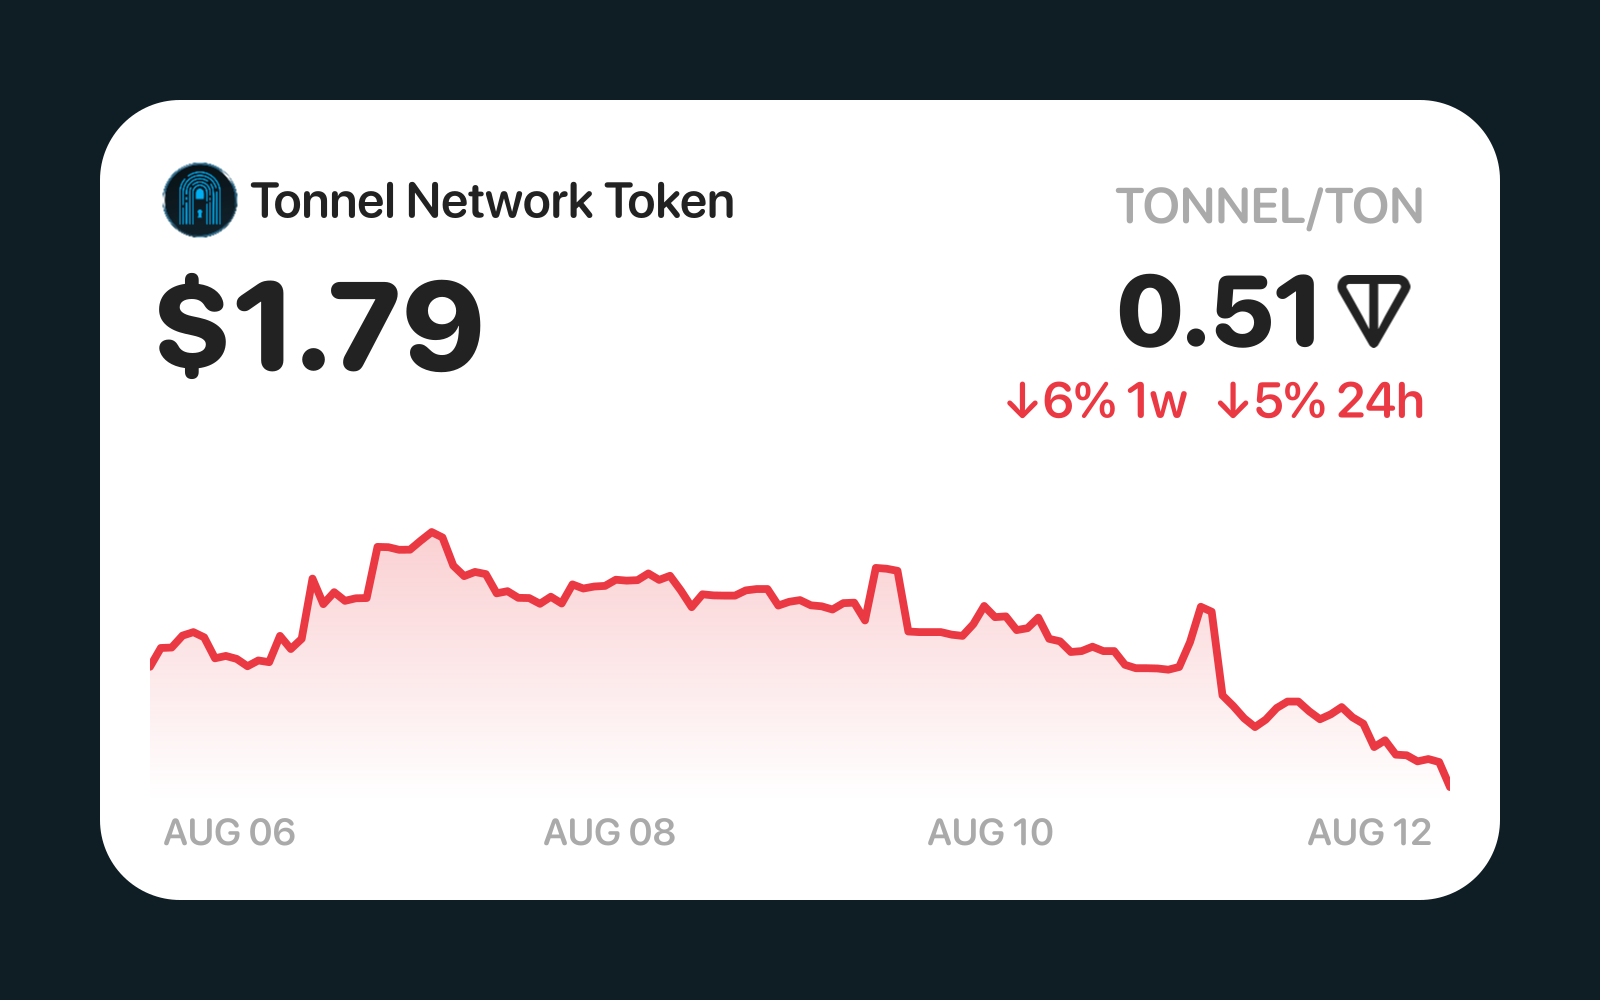 Tonnel Network Token
TONNEL/TON
$1.79
0.51
↓6% 1w ↓5% 24h
AUG 06
AUG 08
AUG 10
AUG 12